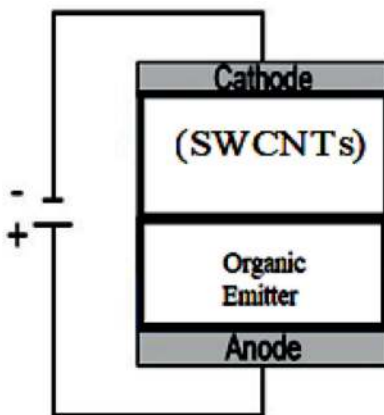 Cathode
(SWCNTs)
-
+
Organic
Emitter
Anode